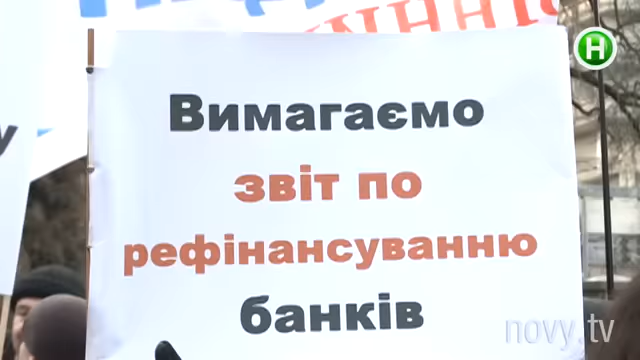 Вимагаємо
звіт по
рефінансуванню
банків
H
novy.tv